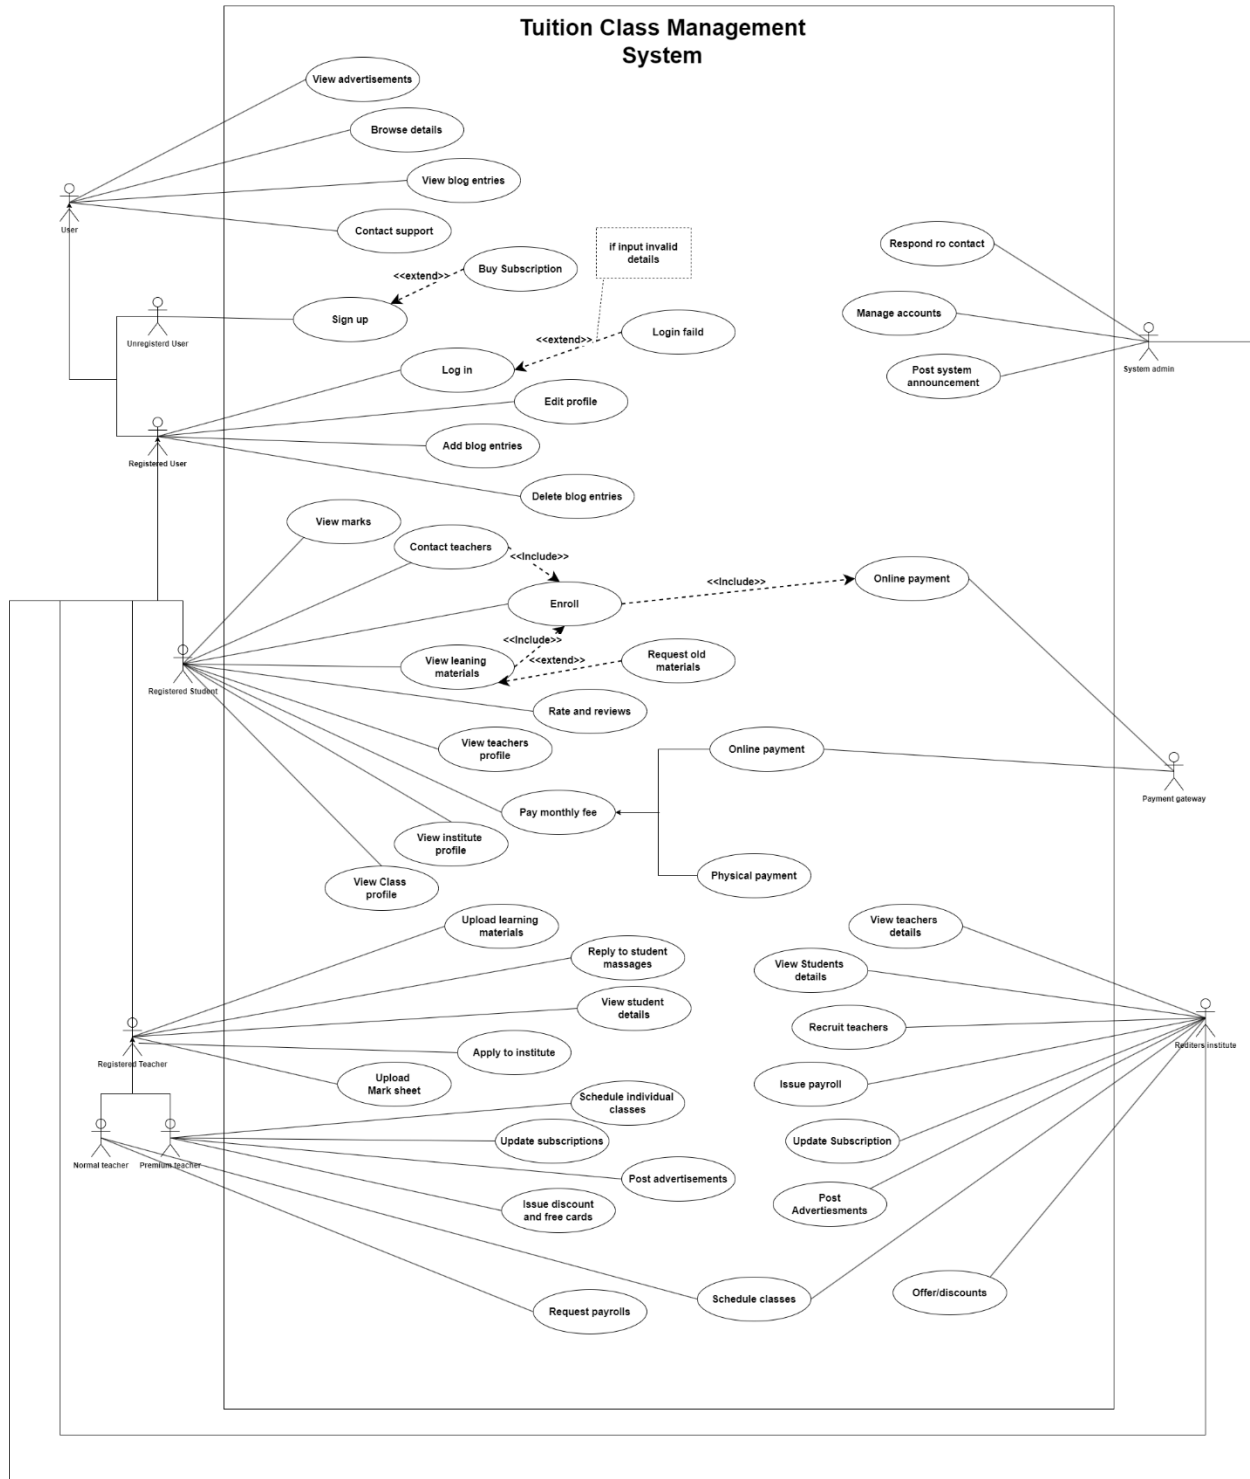 Tuition Class Management
System
View advertisements
Browse details
View blog entries
User
Contact support
if input invalid
details
Respond ro contact
<<extend>>
Buy Subscription
Unregisterd User
Sign up
Manage accounts
<<extend>>
Login faild
System admin
Log in
Post system
announcement
Edit profile
Registered User
Add blog entries
Delete blog entries
View marks
Contact teachers
<<Include>>
<<Include>>
Online payment
Enroll
<<Include>>
<<extend>>
View leaning
materials
Request old
materials
Registered Student
Rate and reviews
View teachers
profile
Online payment
Payment gateway
Pay monthly fee
View institute
profile
View Class
profile
Physical payment
Upload learning
materials
View teachers
details
Reply to student
massages
View Students
details
View student
details
Recruit teachers
Rediters institute
Registered Teacher
Apply to institute
Upload
Mark sheet
Issue payroll
Schedule individual
classes
Normal teacher
Premium teacher
Update subscriptions
Update Subscription
Post advertisements
Issue discount
and free cards
Post
Advertiesments
Schedule classes
Offer/discounts
Request payrolls